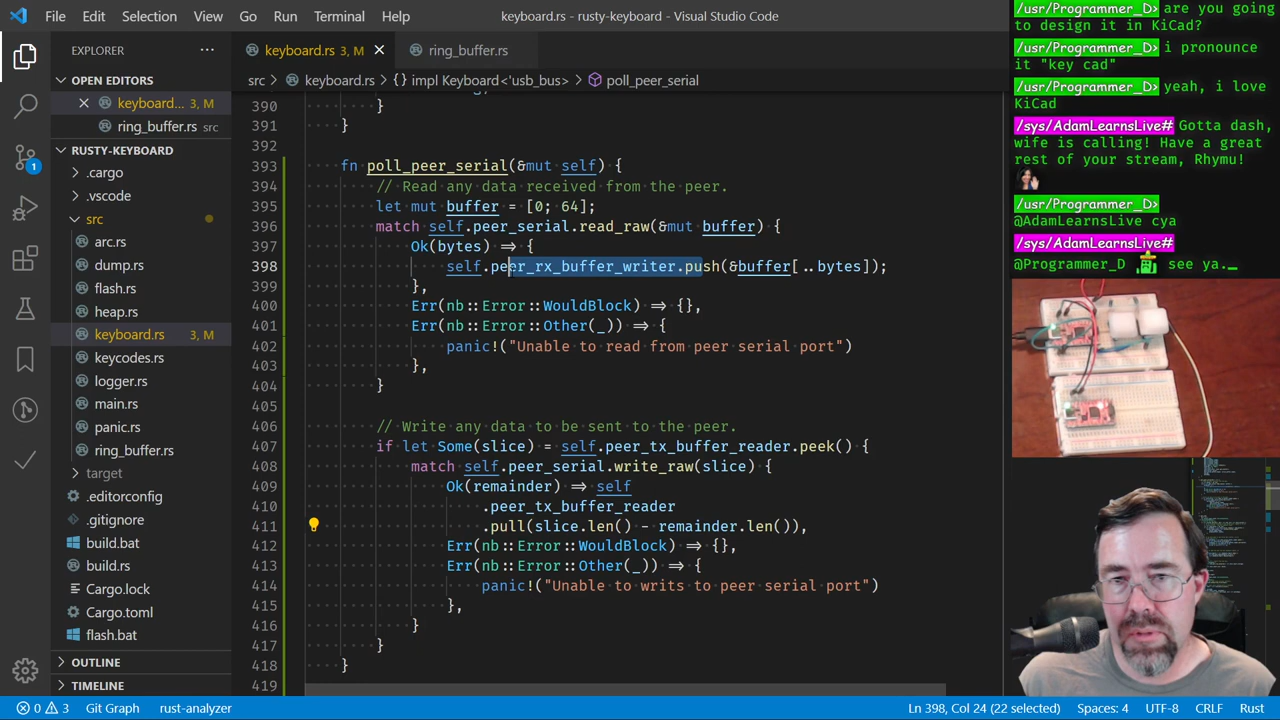 File Edit Selection View Go Run Terminal Help
keyboard.rs - rusty-keyboard - Visual Studio Code
EXPLORER
OPEN EDITORS
keyboard... 3, M
ring_buffer.rs src
RUSTY-KEYBOARD
.cargo
.vscode
src
arc.rs
dump.rs
flash.rs
heap.rs
keyboard.rs 3, M
keycodes.rs
logger.rs
main.rs
panic.rs
ring_buffer.rs
target
.editorconfig
.gitignore
build.bat
build.rs
Cargo.lock
Cargo.toml
flash.bat
OUTLINE
TIMELINE
1
keyboard.rs 3, M
ring_buffer.rs
src > keyboard.rs > {} impl Keyboard<'usb_bus> > poll_peer_serial
390 }
391 }
392
393 fn poll_peer_serial(&mut self) {
394 // Read any data received from the peer.
395 let mut buffer = [0; 64];
396 match self.peer_serial.read_raw(&mut buffer) {
397 Ok(bytes) => {
398 self.peer_rx_buffer_writer.push(&buffer[..bytes]);
399 },
400 Err(nb::Error::WouldBlock) => {},
401 Err(nb::Error::Other(_)) => {
402 panic!("Unable to read from peer serial port")
403 },
404 }
405
406 // Write any data to be sent to the peer.
407 if let Some(slice) = self.peer_tx_buffer_reader.peek() {
408 match self.peer_serial.write_raw(slice) {
409 Ok(remainder) => self
410 .peer_tx_buffer_reader
411 .pull(slice.len() - remainder.len()),
412 Err(nb::Error::WouldBlock) => {},
413 Err(nb::Error::Other(_)) => {
414 panic!("Unable to writs to peer serial port")
415 },
416 }
417 }
418 }
419
/usr/Programmer_D> are you going
to design it in KiCad?
/usr/Programmer_D> i pronounce
it "key cad"
/usr/Programmer_D> yeah, i love
KiCad
/sys/AdamLearnsLive# Gotta dash,
wife is calling! Have a great
rest of your stream, Rhymu!
/usr/Programmer_D>
@AdamLearnsLive cya
/sys/AdamLearnsLive#
@Programmer_D see ya._
0 3 Git Graph rust-analyzer
Ln 398, Col 24 (22 selected) Spaces: 4 UTF-8 CRLF Rust